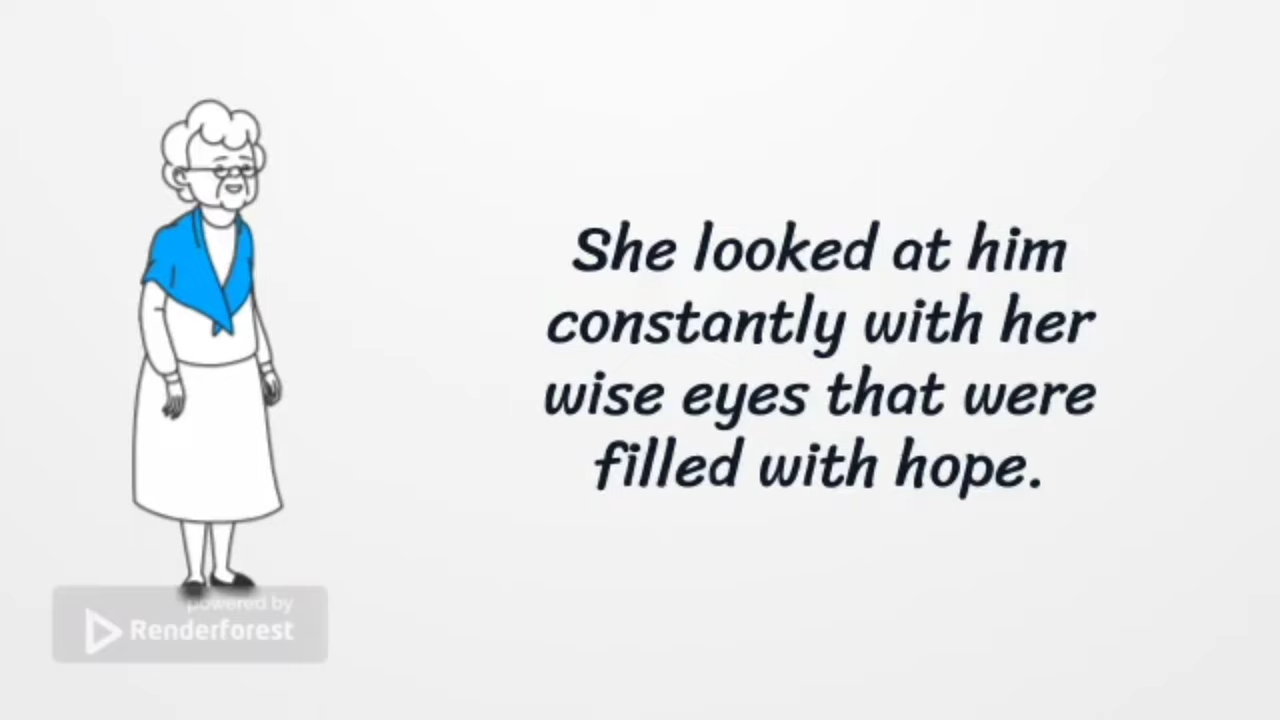 She looked at him
constantly with her
wise eyes that were
filled with hope.
powered by
Renderforest